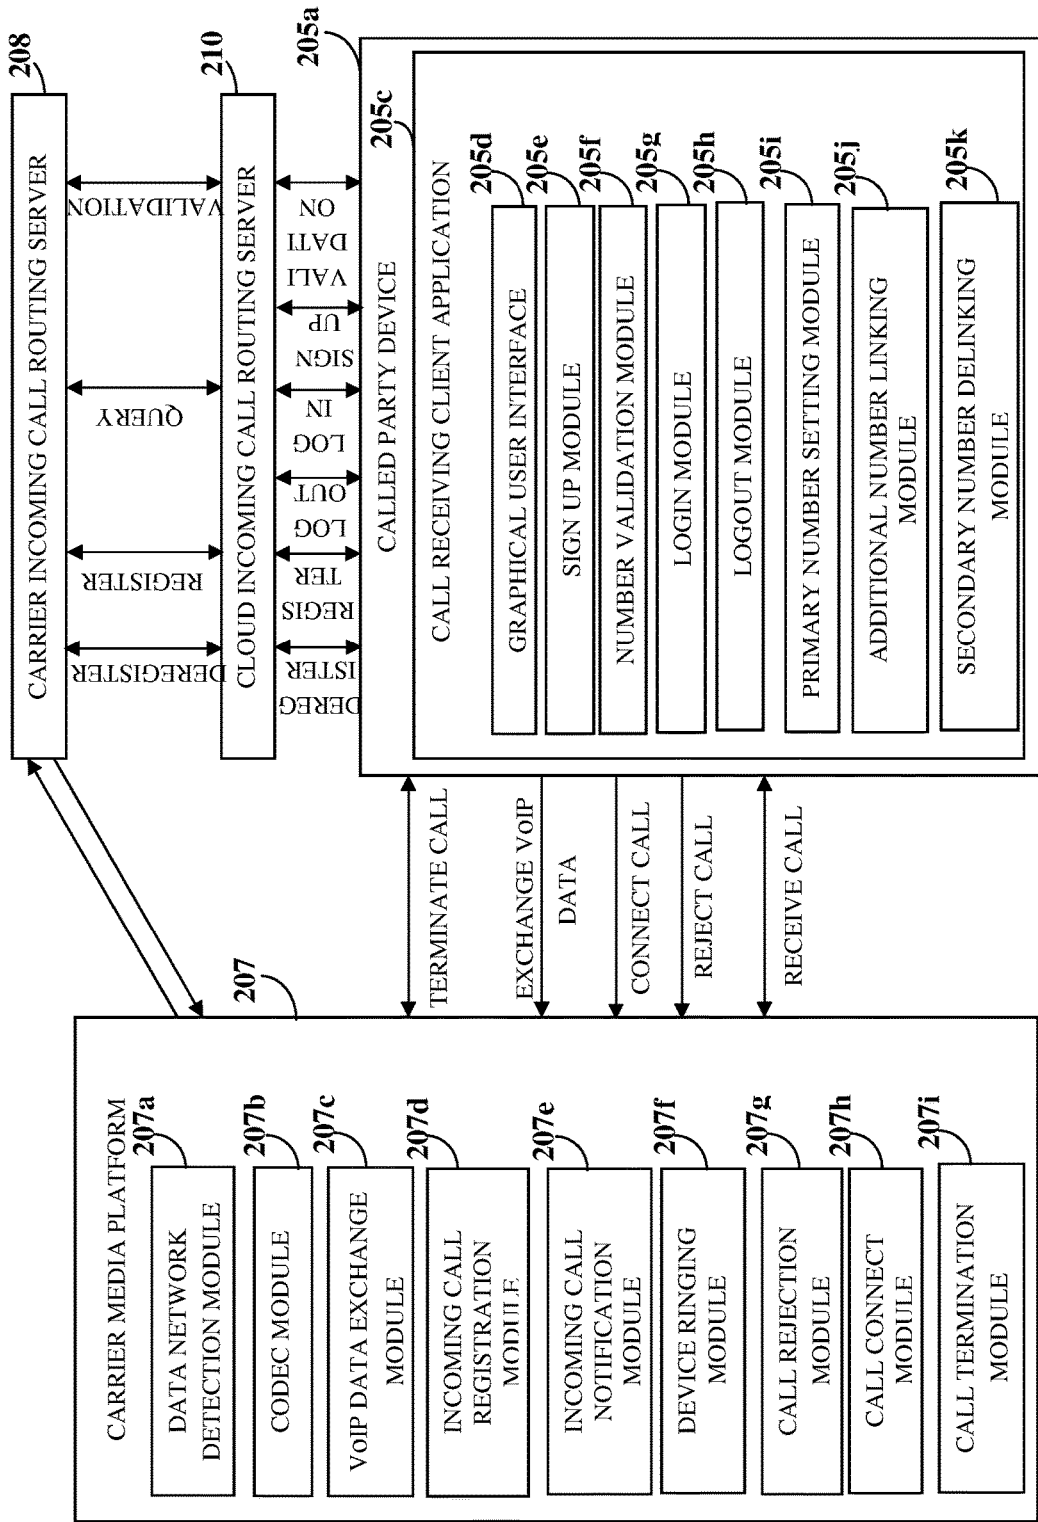 CARRIER MEDIA PLATFORM
207
207a
DATA NETWORK
DETECTION MODULE
207b
CODEC MODULE
207c
VOIP DATA EXCHANGE
MODULE
207d
INCOMING CALL
REGISTRATION
MODULE
207e
INCOMING CALL
NOTIFICATION
MODULE
207f
DEVICE RINGING
MODULE
207g
CALL REJECTION
MODULE
207h
CALL CONNECT
MODULE
207i
CALL TERMINATION
MODULE
TERMINATE CALL
EXCHANGE VOIP
DATA
CONNECT CALL
REJECT CALL
RECEIVE CALL
208
CARRIER INCOMING CALL ROUTING SERVER
DEREGISTER
REGISTER
QUERY
VALIDATION
210
CLOUD INCOMING CALL ROUTING SERVER
DEREG
ISTER
REGIS
TER
LOG
OUT
LOG
IN
SIGN
UP
VALI
DATI
ON
205a
CALLED PARTY DEVICE
205c
CALL RECEIVING CLIENT APPLICATION
205d
GRAPHICAL USER INTERFACE
205e
SIGN UP MODULE
205f
NUMBER VALIDATION MODULE
205g
LOGIN MODULE
205h
LOGOUT MODULE
205i
PRIMARY NUMBER SETTING MODULE
205j
ADDITIONAL NUMBER LINKING
MODULE
205k
SECONDARY NUMBER DELINKING
MODULE